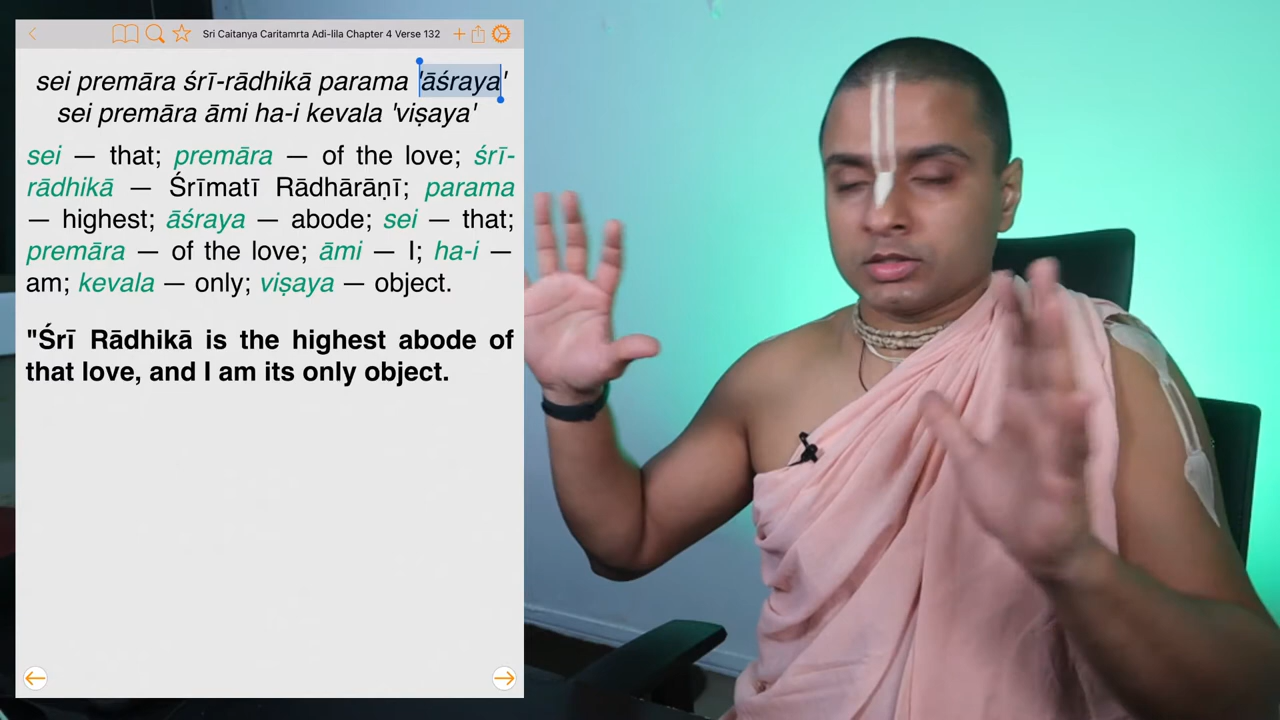 Sri Caitanya Caritamrta Adi-lila Chapter 4 Verse 132
sei premāra śrī-rādhikā parama 'āśraya'
sei premāra āmi ha-i kevala 'viṣaya'
sei — that; premāra — of the love; śrī-
rādhikā — Śrīmatī Rādhārāṇī; parama
— highest; āśraya — abode; sei — that;
premāra — of the love; āmi — I; ha-i —
am; kevala — only; viṣaya — object.
"Śrī Rādhikā is the highest abode of
that love, and I am its only object.